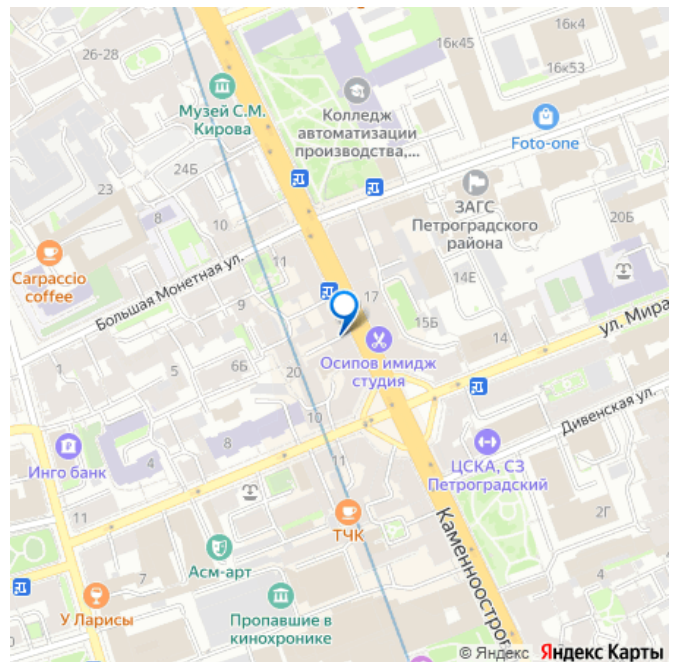 26-28
16к4
16к45
16к53
Музей С.М.
Кирова
Колледж
автоматизации
производства,...
Foto-one
24Б
23
8
10
ЗАГС
Петроградского
района
20Б
Carpaccio
coffee
Большая Монетная ул.
11
9
17
14Е
15Б
14
ул. Мира
1
5
6Б
20
Осипов имидж
студия
10
Дивенская ул.
Инго банк
4
8
11
ЦСКА, СЗ
Петроградский
2Г
11
ТЧК
Каменноостро
7
Асм-арт
У Ларисы
Пропавшие в
кинохронике
6
© Яндекс Яндекс Карты